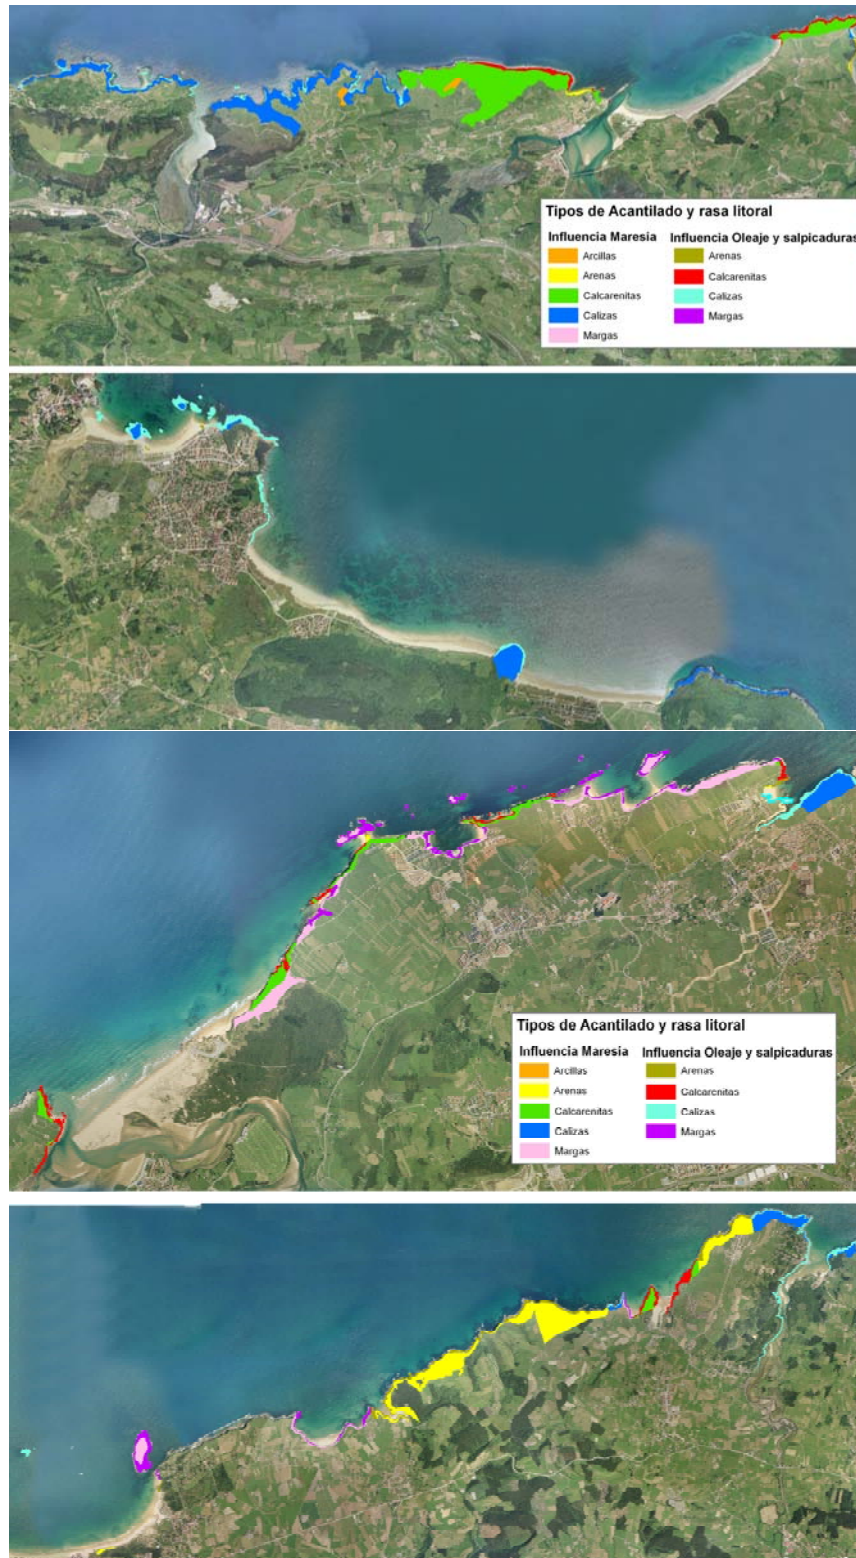 Tipos de Acantilado y rasa litoral
Influencia Maresia Influencia Oleaje y salpicaduras
Arcillas Arenas
Arenas Calcarenitas
Calcarenitas Calizas
Calizas Margas
Margas
Tipos de Acantilado y rasa litoral
Influencia Maresia Influencia Oleaje y salpicaduras
Arcillas Arenas
Arenas Calcarenitas
Calcarenitas Calizas
Calizas Margas
Margas